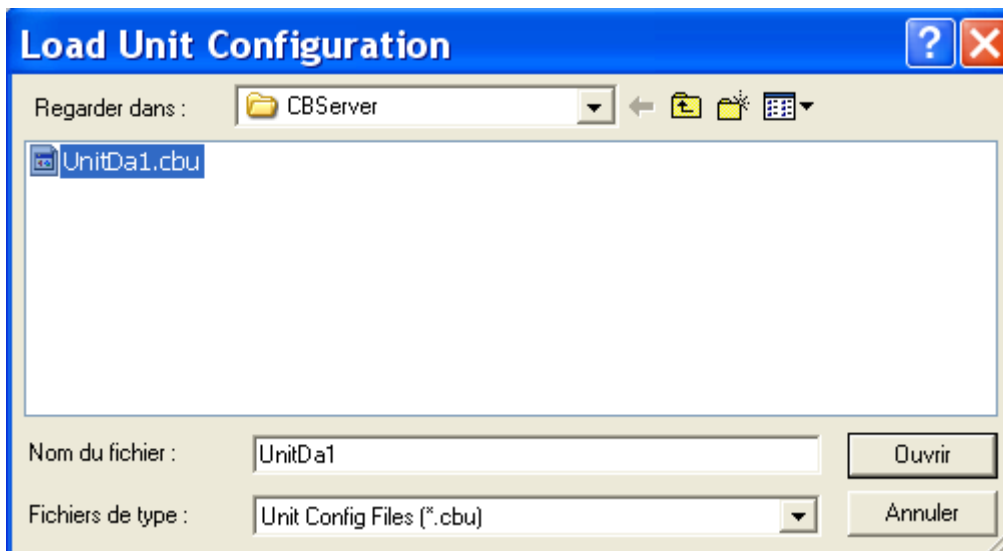 Load Unit Configuration
Regarder dans :
CBServer
UnitDa1.cbu
Nom du fichier :
UnitDa1
Ouvrir
Fichiers de type :
Unit Config Files (*.cbu)
Annuler